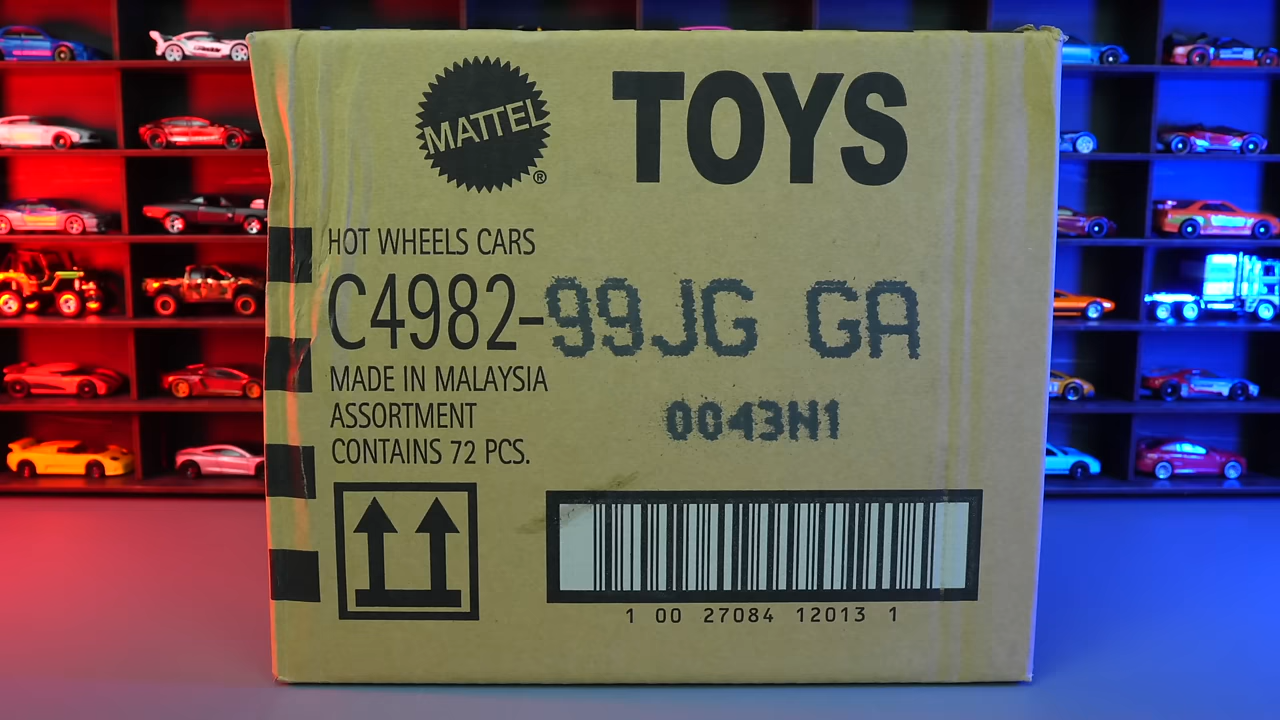 MATTEL
®
TOYS
HOT WHEELS CARS
C4982-99JG GA
MADE IN MALAYSIA
ASSORTMENT
CONTAINS 72 PCS.
0043N1
1 00 27084 12013 1